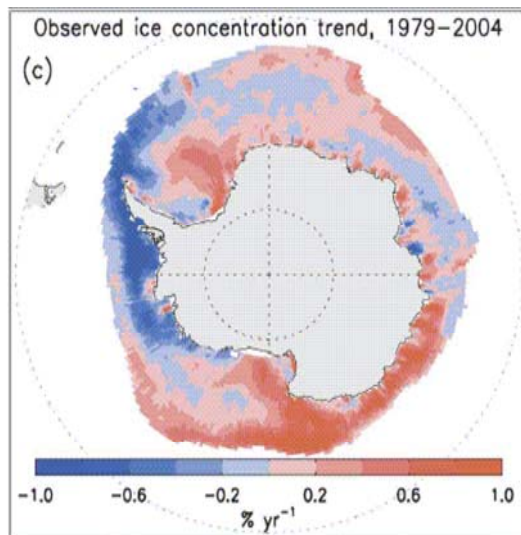 Observed ice concentration trend, 1979–2004
(c)
−1.0 −0.6 −0.2 0.2 0.6 1.0
% yr⁻¹